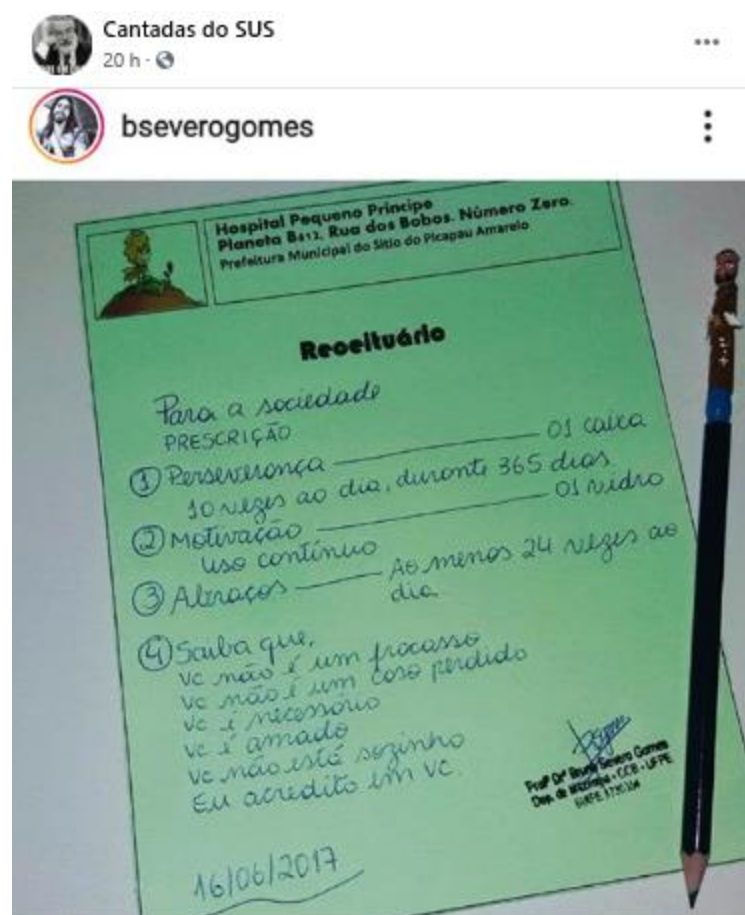 Cantadas do SUS
20 h
bseverogomes
Hospital Pequeno Príncipe
Planeta B612. Rua dos Bobos. Número Zero.
Prefeitura Municipal do Sítio do Picapau Amarelo
Receituário
Para a sociedade
PRESCRIÇÃO
1 Perseverança 01 caixa
10 vezes ao dia, durante 365 dias
2 Motivação 01 vidro
uso contínuo
3 Abraços Ao menos 24 vezes ao
dia
4 Saiba que,
vc não é um fracasso
vc não é um caso perdido
vc é necessário
vc é amado
vc não está sozinho
Eu acredito em vc.
Severo Gomes
CCB - UFPE
16/06/2017